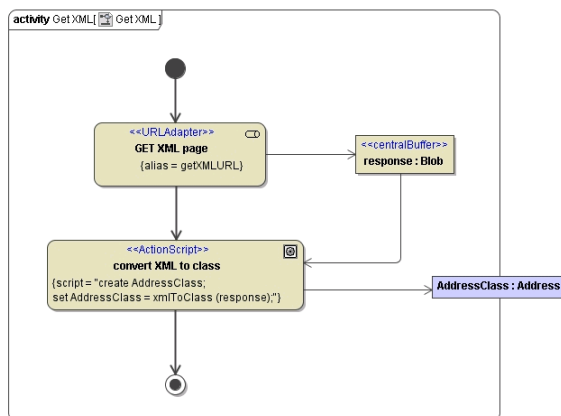 activity Get XML[ Get XML ]
<<URLAdapter>>
GET XML page
{alias = getXMLURL}
<<centralBuffer>>
response : Blob
<<ActionScript>>
convert XML to class
{script = "create AddressClass;
set AddressClass = xmlToClass (response);"}
AddressClass : Address